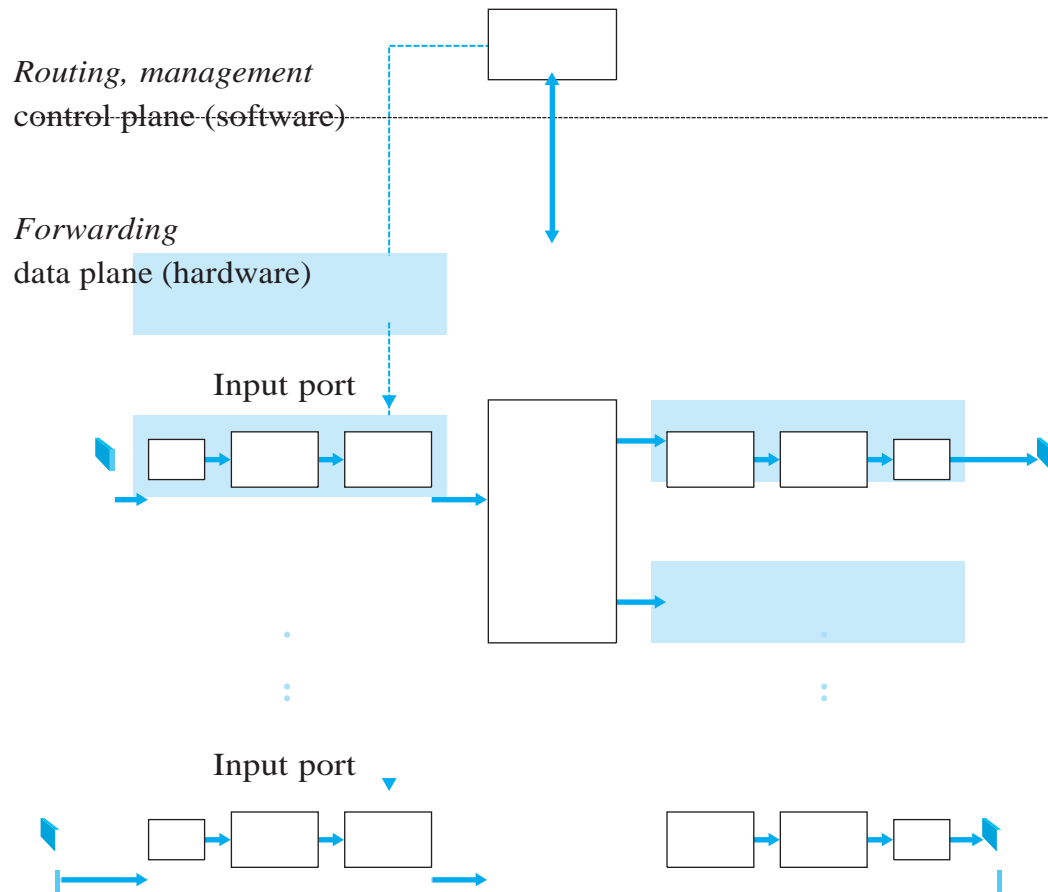 Routing, management
control plane (software)
Forwarding
data plane (hardware)
Input port
Input port